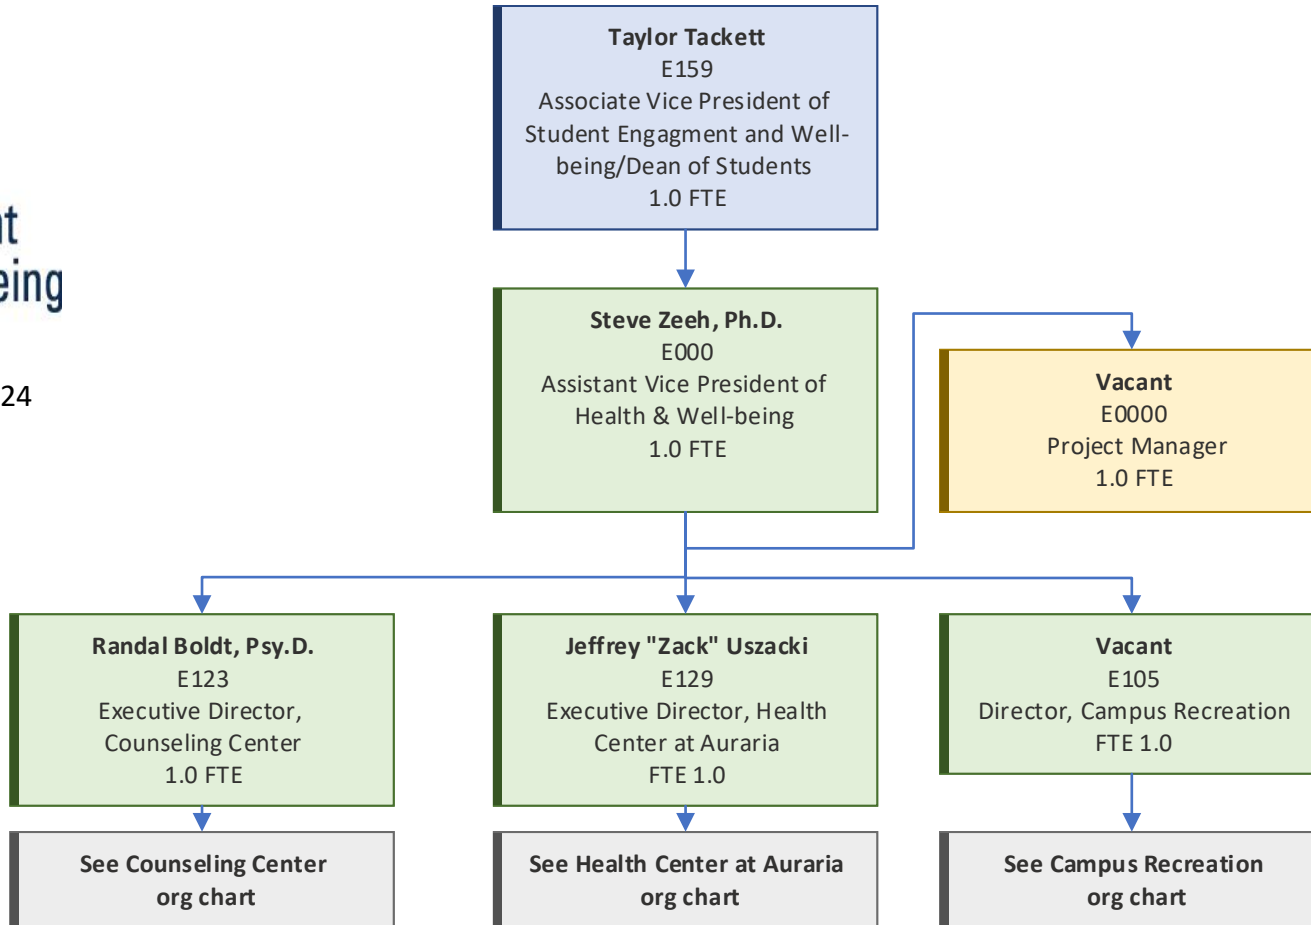 Taylor Tackett
E159
Associate Vice President of
Student Engagment and Well-
being/Dean of Students
1.0 FTE
Steve Zeeh, Ph.D.
E000
Assistant Vice President of
Health & Well-being
1.0 FTE
24
Vacant
E0000
Project Manager
1.0 FTE
Randal Boldt, Psy.D.
E123
Executive Director,
Counseling Center
1.0 FTE
Jeffrey "Zack" Uszacki
E129
Executive Director, Health
Center at Auraria
FTE 1.0
Vacant
E105
Director, Campus Recreation
FTE 1.0
See Counseling Center
org chart
See Health Center at Auraria
org chart
See Campus Recreation
org chart